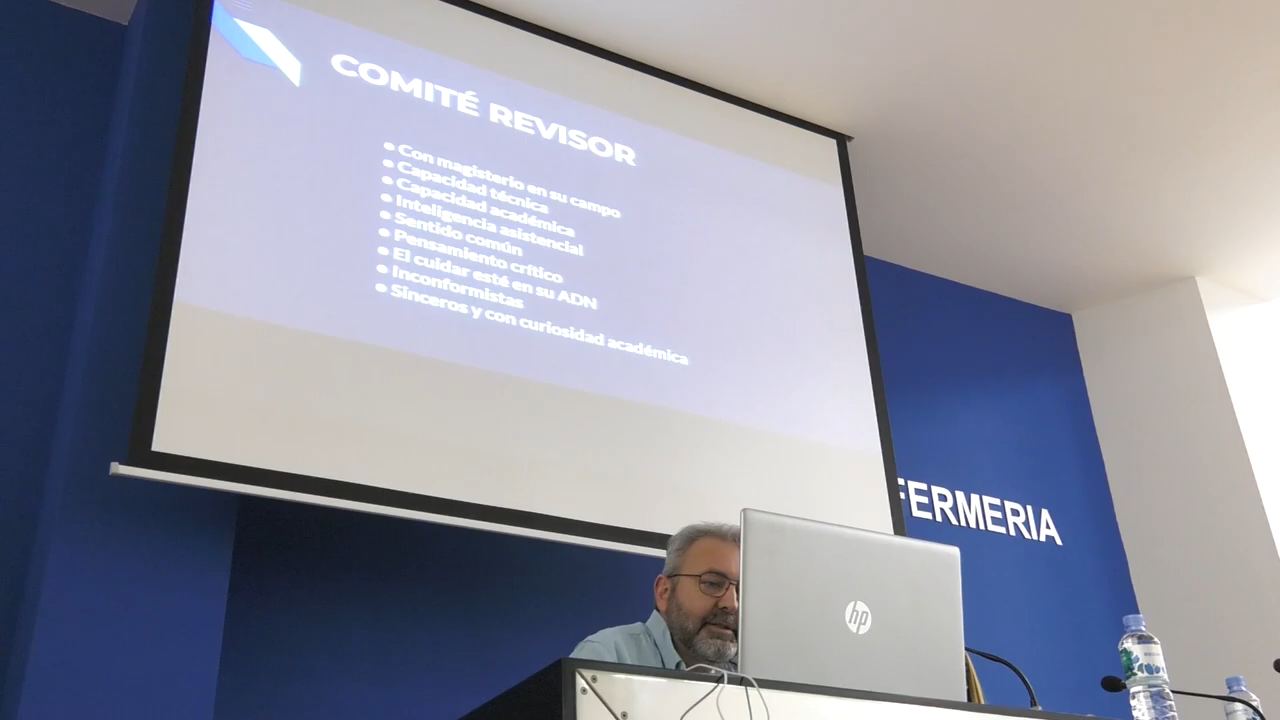 COMITÉ REVISOR
● Con magisterio en su campo
● Capacidad técnica
● Capacidad académica
● Inteligencia asistencial
● Sentido común
● Pensamiento crítico
● El cuidar esté en su ADN
● Inconformistas
● Sinceros y con curiosidad académica
FERMERIA
hp